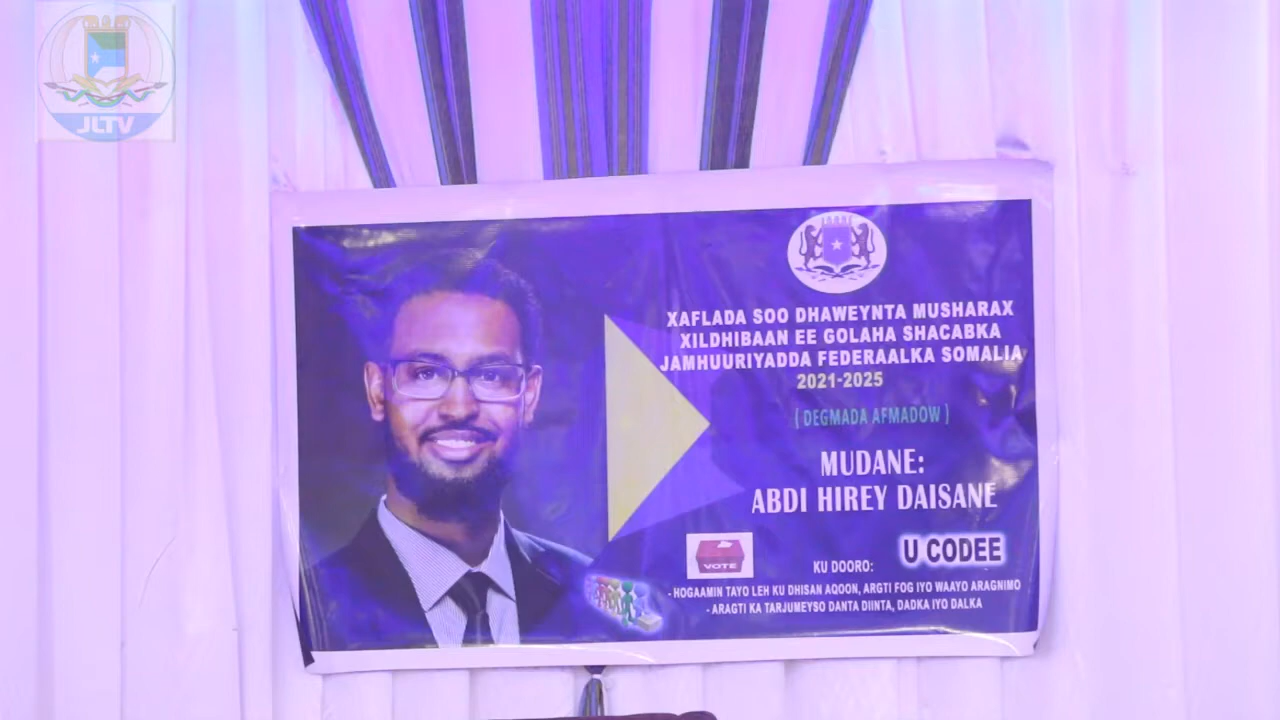 JLTV
XAFLADA SOO DHAWEYNTA MUSHARAX
XILDHIBAAN EE GOLAHA SHACABKA
JAMHUURIYADDA FEDERAALKA SOMALIA
2021-2025
( DEGMADA AFMADOW )
MUDANE:
ABDI HIREY DAISANE
VOTE
KU DOORO:
U CODEE
- HOGAAMIN TAYO LEH KU DHISAN AQOON, ARGTI FOG IYO WAAYO ARAGNIMO
- ARAGTI KA TARJUMEYSO DANTA DIINTA, DADKA IYO DALKA